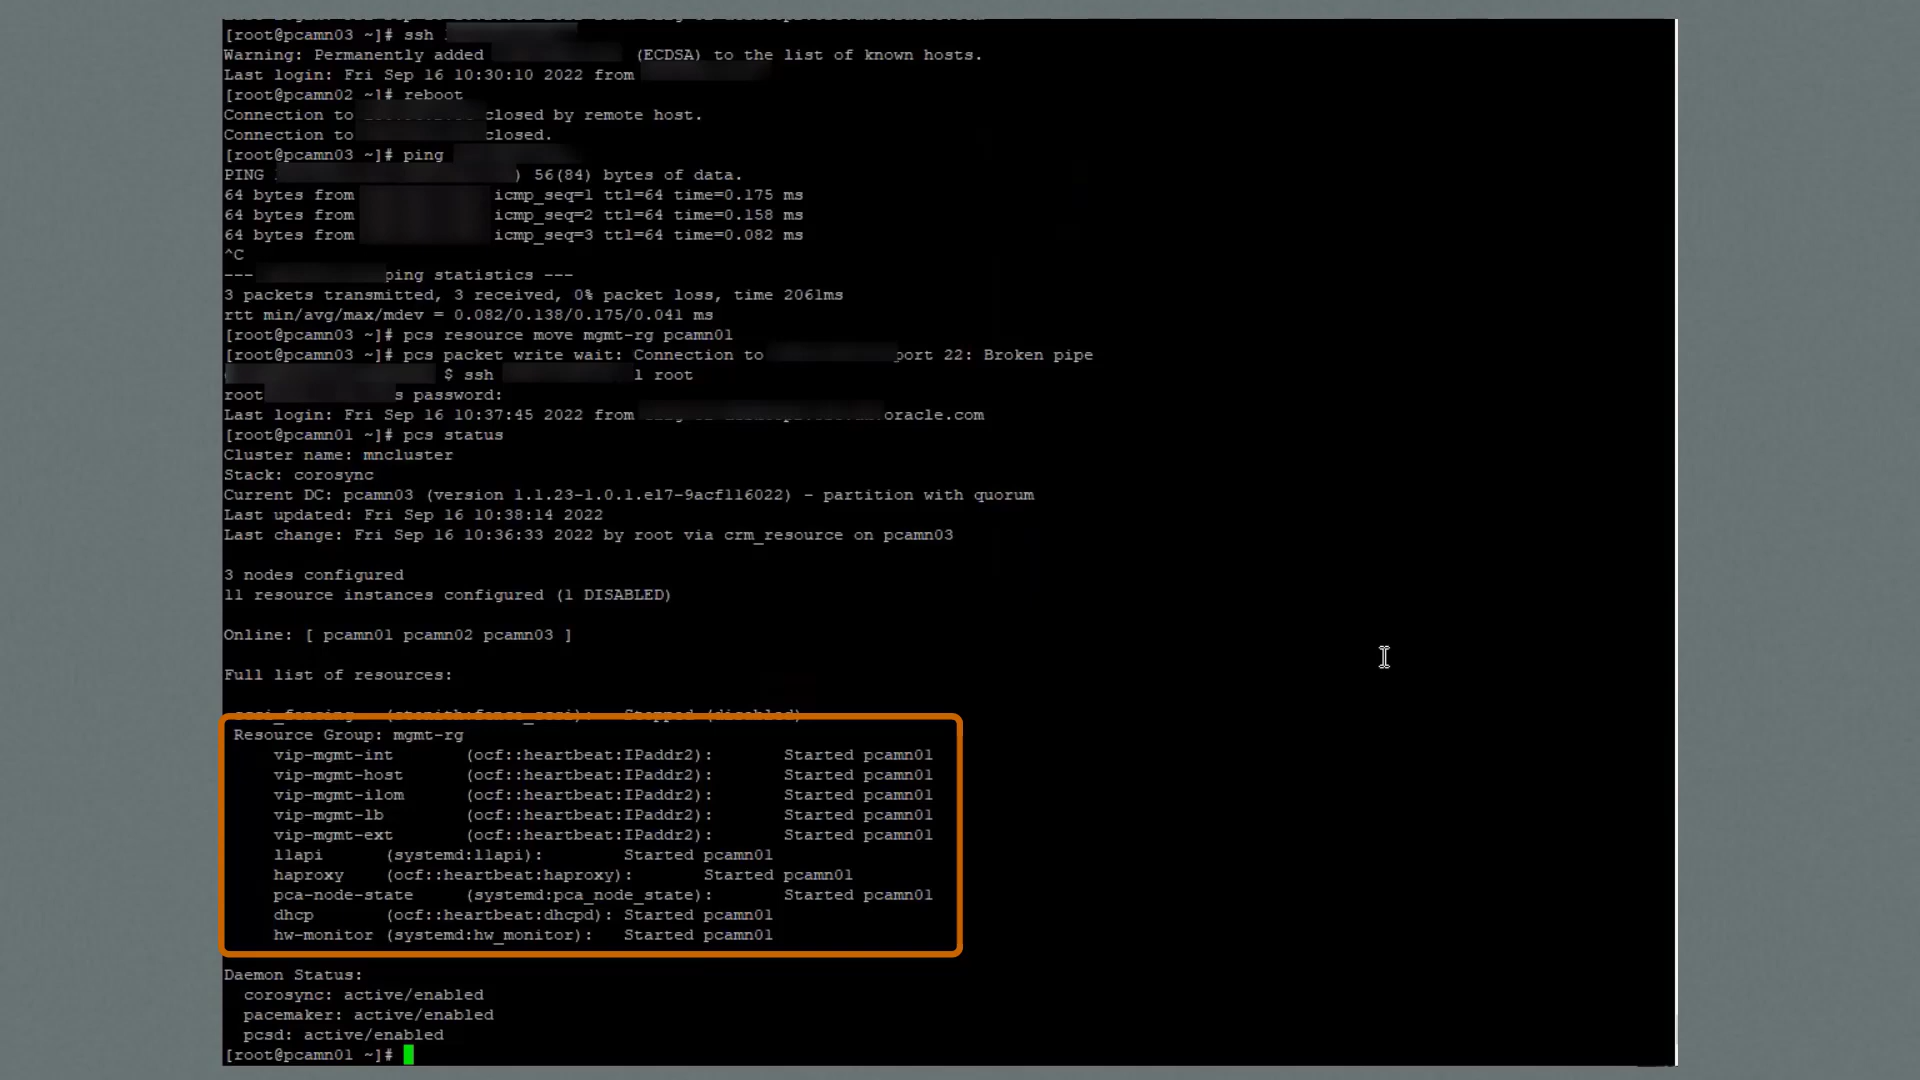 [root@pcamn03 ~]# ssh
Warning: Permanently added (ECDSA) to the list of known hosts.
Last login: Fri Sep 16 10:30:10 2022 from
[root@pcamn02 ~]# reboot
Connection to closed by remote host.
Connection to closed.
[root@pcamn03 ~]# ping
PING ) 56(84) bytes of data.
64 bytes from icmp_seq=1 ttl=64 time=0.175 ms
64 bytes from icmp_seq=2 ttl=64 time=0.158 ms
64 bytes from icmp_seq=3 ttl=64 time=0.082 ms
^C
--- ping statistics ---
3 packets transmitted, 3 received, 0% packet loss, time 2061ms
rtt min/avg/max/mdev = 0.082/0.138/0.175/0.041 ms
[root@pcamn03 ~]# pcs resource move mgmt-rg pcamn01
[root@pcamn03 ~]# pcs packet write wait: Connection to port 22: Broken pipe
$ ssh l root
root s password:
Last login: Fri Sep 16 10:37:45 2022 from oracle.com
[root@pcamn01 ~]# pcs status
Cluster name: mncluster
Stack: corosync
Current DC: pcamn03 (version 1.1.23-1.0.1.el7-9acf116022) - partition with quorum
Last updated: Fri Sep 16 10:38:14 2022
Last change: Fri Sep 16 10:36:33 2022 by root via crm_resource on pcamn03
3 nodes configured
11 resource instances configured (1 DISABLED)
Online: [ pcamn01 pcamn02 pcamn03 ]
Full list of resources:
scsi_fencing (stonith:fence_scsi): Stopped (disabled)
Resource Group: mgmt-rg
vip-mgmt-int (ocf::heartbeat:IPaddr2): Started pcamn01
vip-mgmt-host (ocf::heartbeat:IPaddr2): Started pcamn01
vip-mgmt-ilom (ocf::heartbeat:IPaddr2): Started pcamn01
vip-mgmt-lb (ocf::heartbeat:IPaddr2): Started pcamn01
vip-mgmt-ext (ocf::heartbeat:IPaddr2): Started pcamn01
llapi (systemd:llapi): Started pcamn01
haproxy (ocf::heartbeat:haproxy): Started pcamn01
pca-node-state (systemd:pca_node_state): Started pcamn01
dhcp (ocf::heartbeat:dhcpd): Started pcamn01
hw-monitor (systemd:hw_monitor): Started pcamn01
Daemon Status:
corosync: active/enabled
pacemaker: active/enabled
pcsd: active/enabled
[root@pcamn01 ~]#